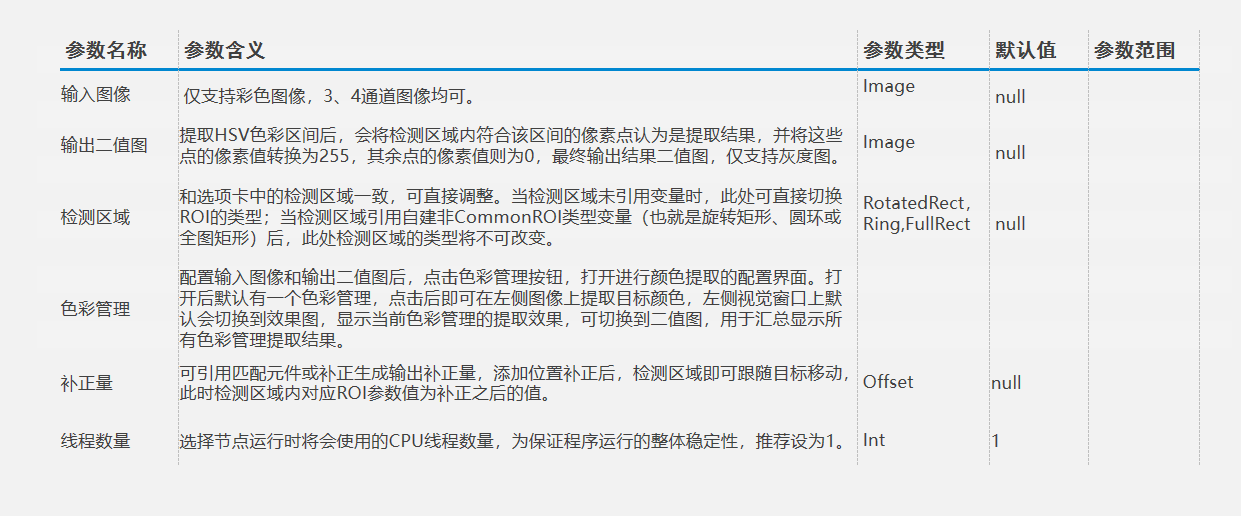 参数名称 参数含义 参数类型 默认值 参数范围
输入图像 仅支持彩色图像，3、4通道图像均可。 Image null
输出二值图 提取HSV色彩区间后，会将检测区域内符合该区间的像素点认为是提取结果，并将这些
点的像素值转换为255，其余点的像素值则为0，最终输出结果二值图，仅支持灰度图。 Image null
检测区域 和选项卡中的检测区域一致，可直接调整。当检测区域未引用变量时，此处可直接切换
ROI的类型；当检测区域引用自建非CommonROI类型变量（也就是旋转矩形、圆环或
全图矩形）后，此处检测区域的类型将不可改变。
RotatedRect，
Ring,FullRect null
色彩管理 配置输入图像和输出二值图后，点击色彩管理按钮，打开进行颜色提取的配置界面。打
开后默认有一个色彩管理，点击后即可在左侧图像上提取目标颜色，左侧视觉窗口上默
认会切换到效果图，显示当前色彩管理的提取效果，可切换到二值图，用于汇总显示所
有色彩管理提取结果。
补正量 可引用匹配元件或补正生成输出补正量，添加位置补正后，检测区域即可跟随目标移动，
此时检测区域内对应ROI参数值为补正之后的值。 Offset null
线程数量 选择节点运行时将会使用的CPU线程数量，为保证程序运行的整体稳定性，推荐设为1。 Int 1